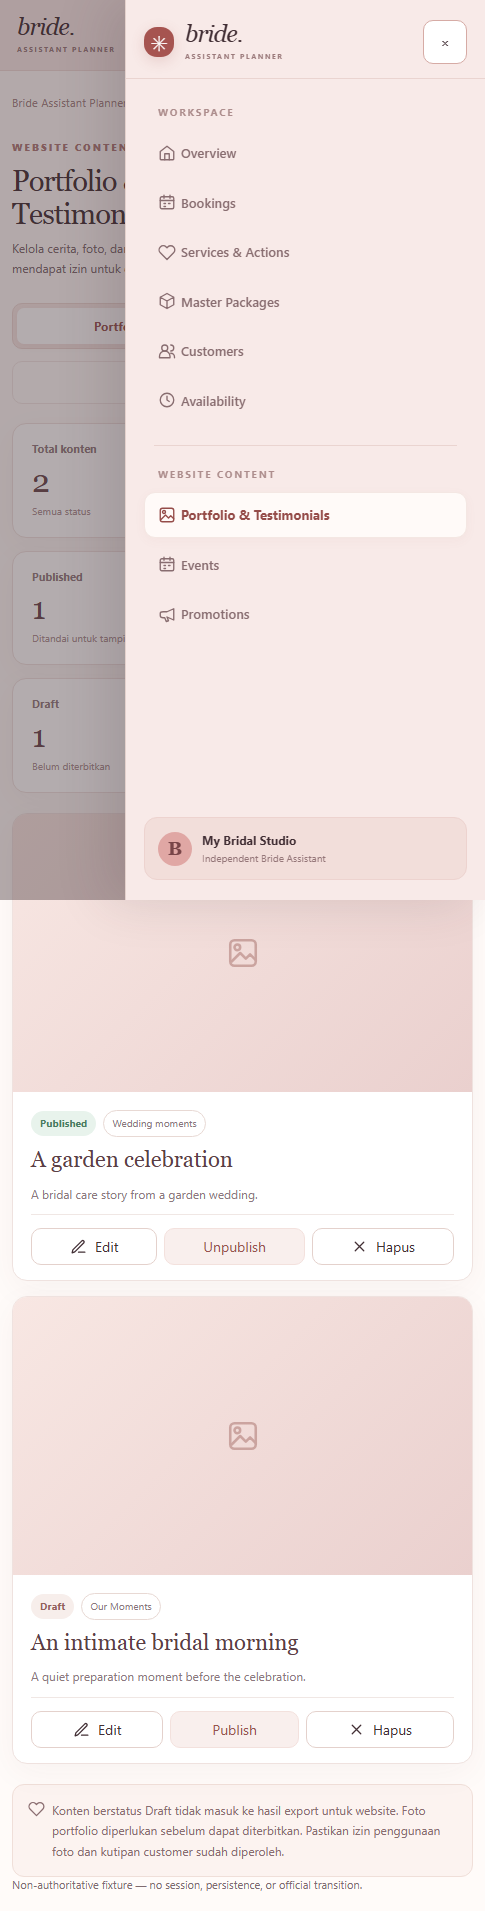 bride.
ASSISTANT PLANNER
bride.
ASSISTANT PLANNER
×
Bride Assistant Planner
WEBSITE CONTEN
Portfolio
Testimon
Kelola cerita, foto, da
mendapat izin untuk
Portfo
Total konten
2
Semua status
Published
1
Ditandai untuk tampi
Draft
1
Belum diterbitkan
WORKSPACE
Overview
Bookings
Services & Actions
Master Packages
Customers
Availability
WEBSITE CONTENT
Portfolio & Testimonials
Events
Promotions
B
My Bridal Studio
Independent Bride Assistant
Published
Wedding moments
A garden celebration
A bridal care story from a garden wedding.
Edit
Unpublish
Hapus
Draft
Our Moments
An intimate bridal morning
A quiet preparation moment before the celebration.
Edit
Publish
Hapus
Konten berstatus Draft tidak masuk ke hasil export untuk website. Foto
portfolio diperlukan sebelum dapat diterbitkan. Pastikan izin penggunaan
foto dan kutipan customer sudah diperoleh.
Non-authoritative fixture — no session, persistence, or official transition.